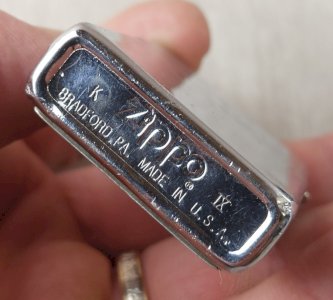 K Zippo® IX
BRADFORD, PA. MADE IN U.S.A.